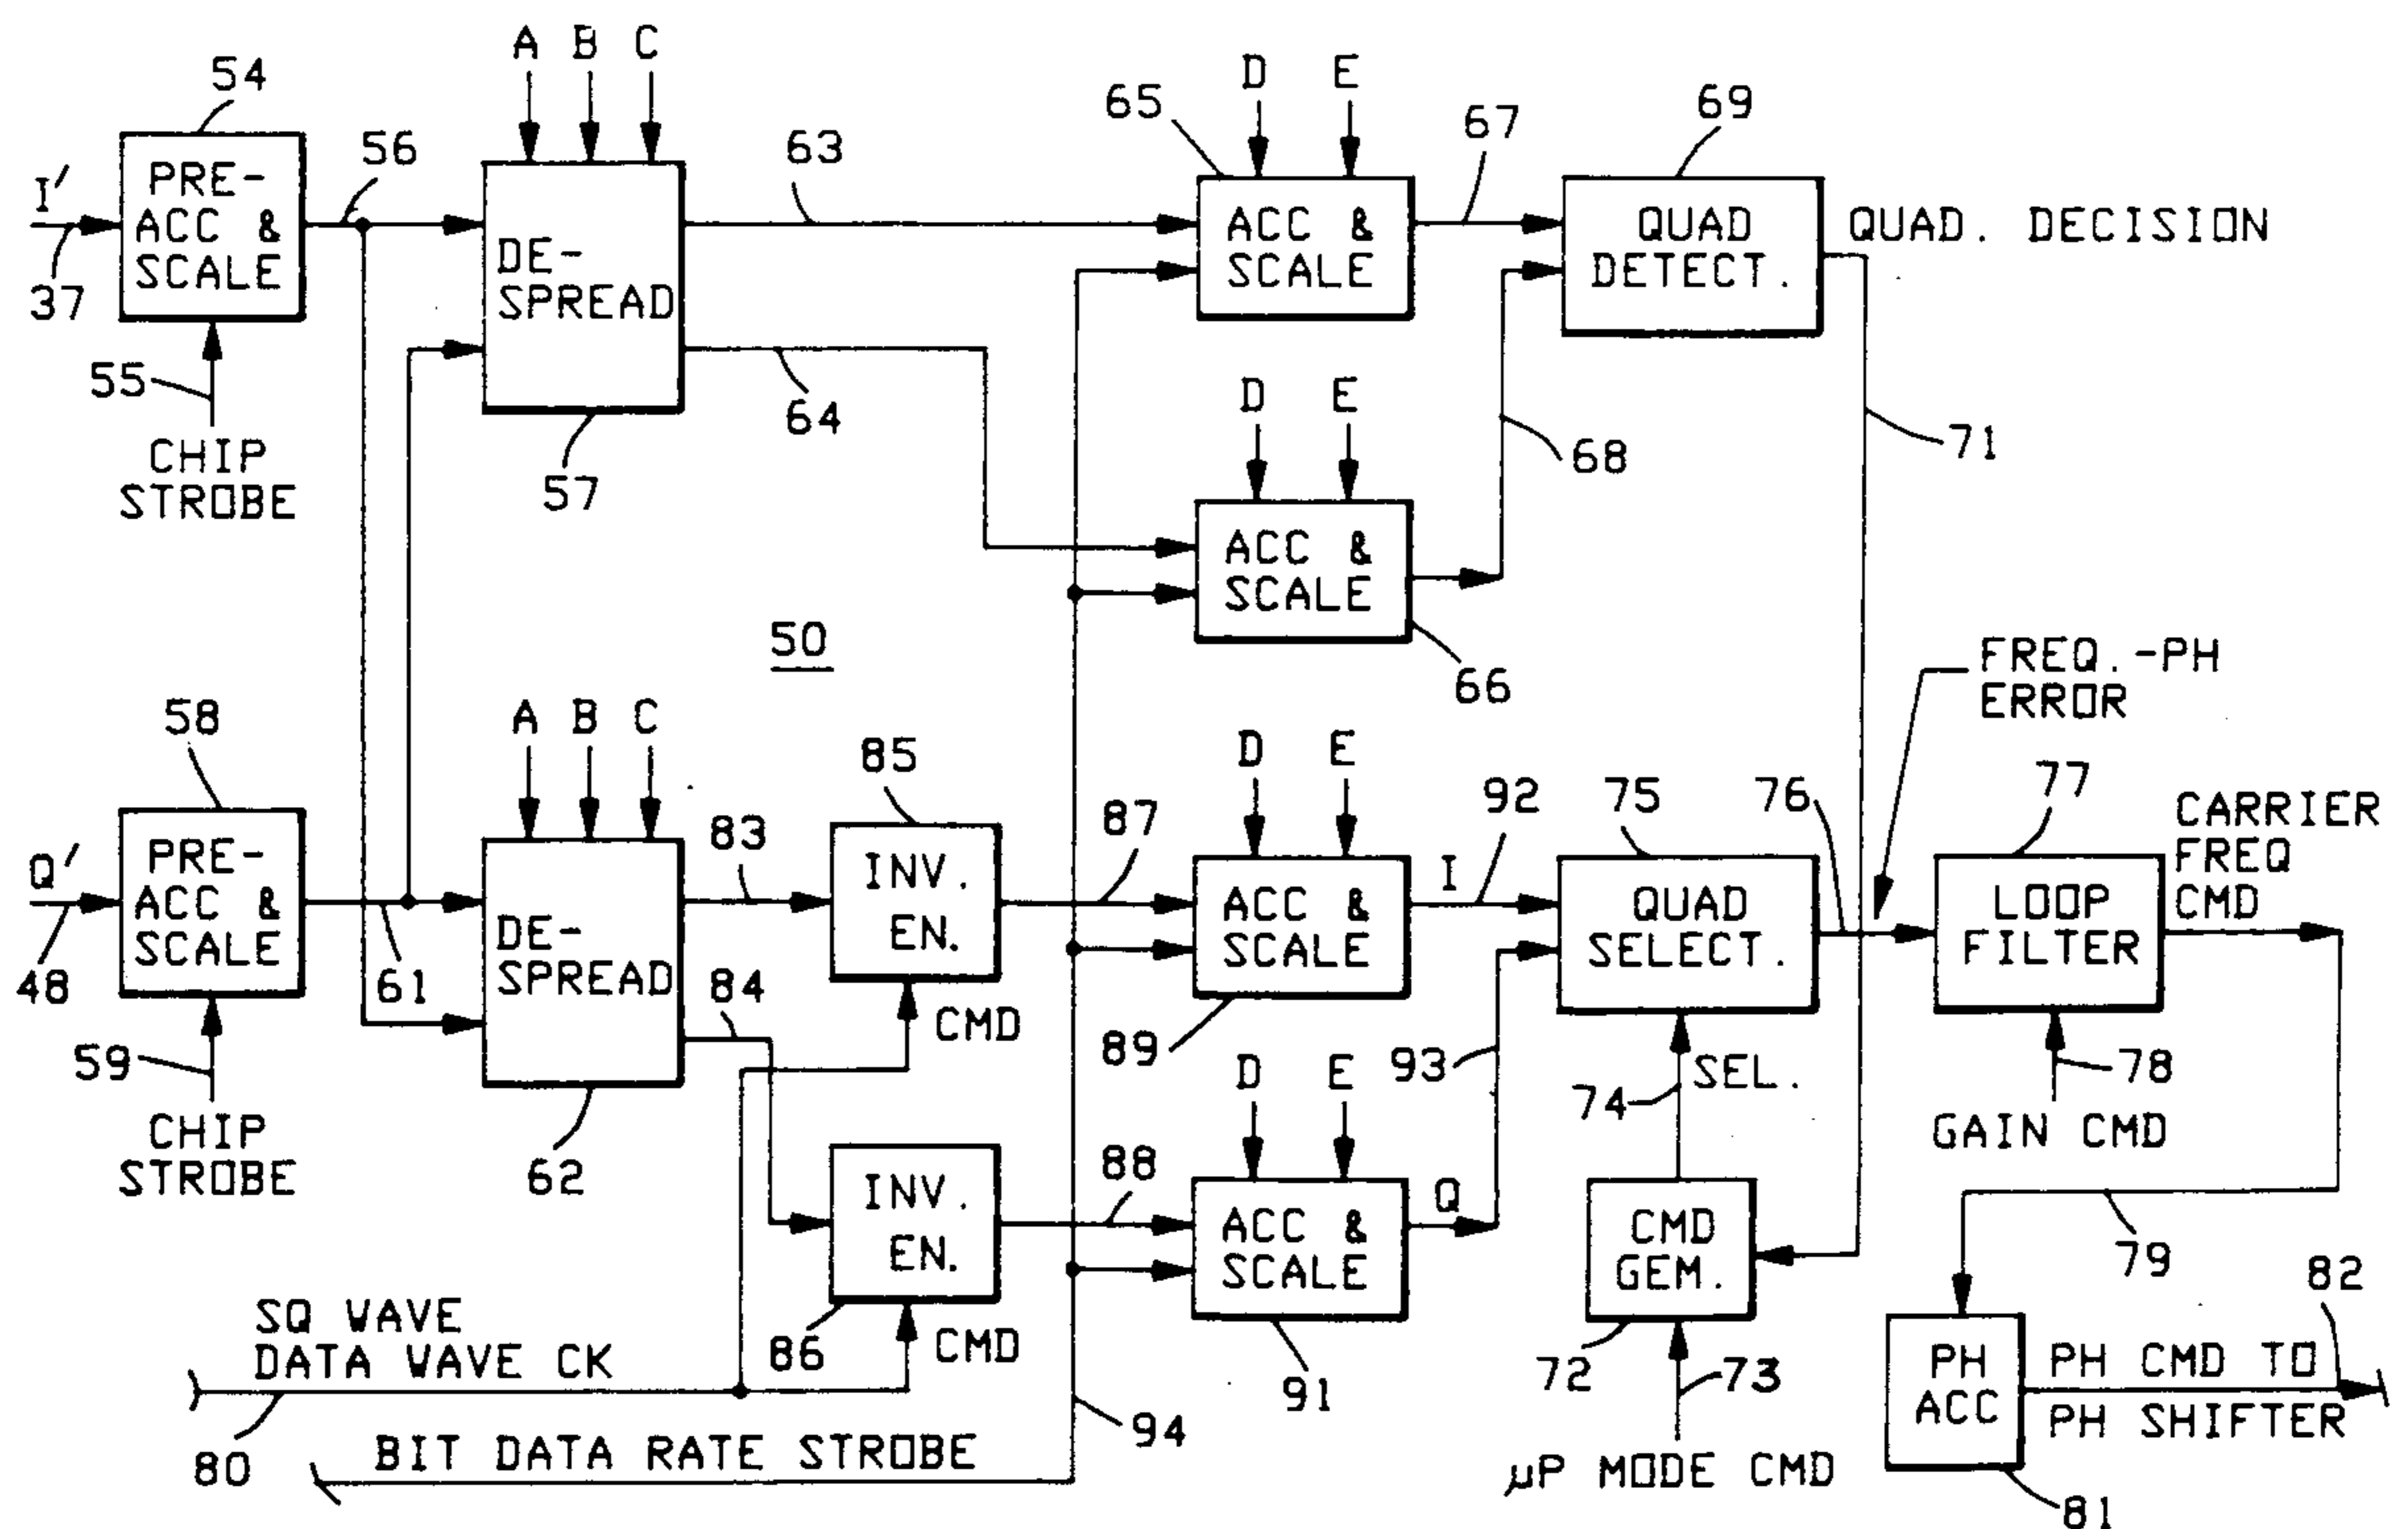 A B C
54
D E
65
67
69
I'
PRE-
ACC &
SCALE
56
63
DE-
SPREAD
ACC &
SCALE
QUAD
DETECT.
QUAD. DECISION
37
55
64
D E
68
71
CHIP
STROBE
57
ACC &
SCALE
50
66
FREQ.-PH
ERROR
58
A B C
85
D E
83
87
92
75
76
77
CARRIER
FREQ
CMD
Q'
PRE-
ACC &
SCALE
DE-
SPREAD
INV.
EN.
ACC &
SCALE
I
QUAD
SELECT.
LOOP
FILTER
48
61
84
CMD
89
93
59
D E
74
SEL.
78
GAIN CMD
CHIP
STROBE
62
INV.
EN.
88
ACC &
SCALE
Q
CMD
GEM.
79
82
SQ WAVE
DATA WAVE CK
86
CMD
91
72
73
PH
ACC
PH CMD TO
PH SHIFTER
80
BIT DATA RATE STROBE
94
µP MODE CMD
81